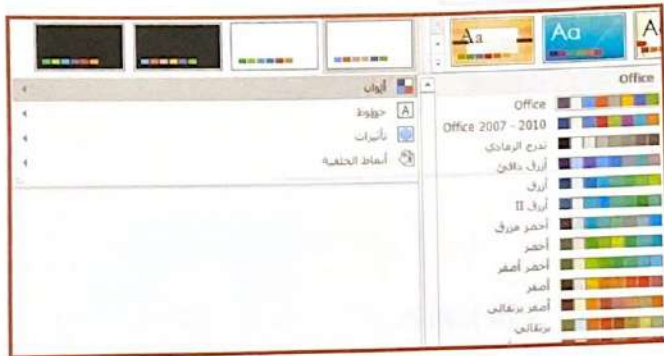 Aa
Aa
A
ألوان
خطوط
تأثيرات
أنماط الخلفية
Office
Office
Office 2007 - 2010
تدرج الرمادي
أزرق دافئ
أزرق
أزرق II
أخضر مزرق
أخضر
أخضر أصفر
أصفر
أصفر برتقالي
برتقالي